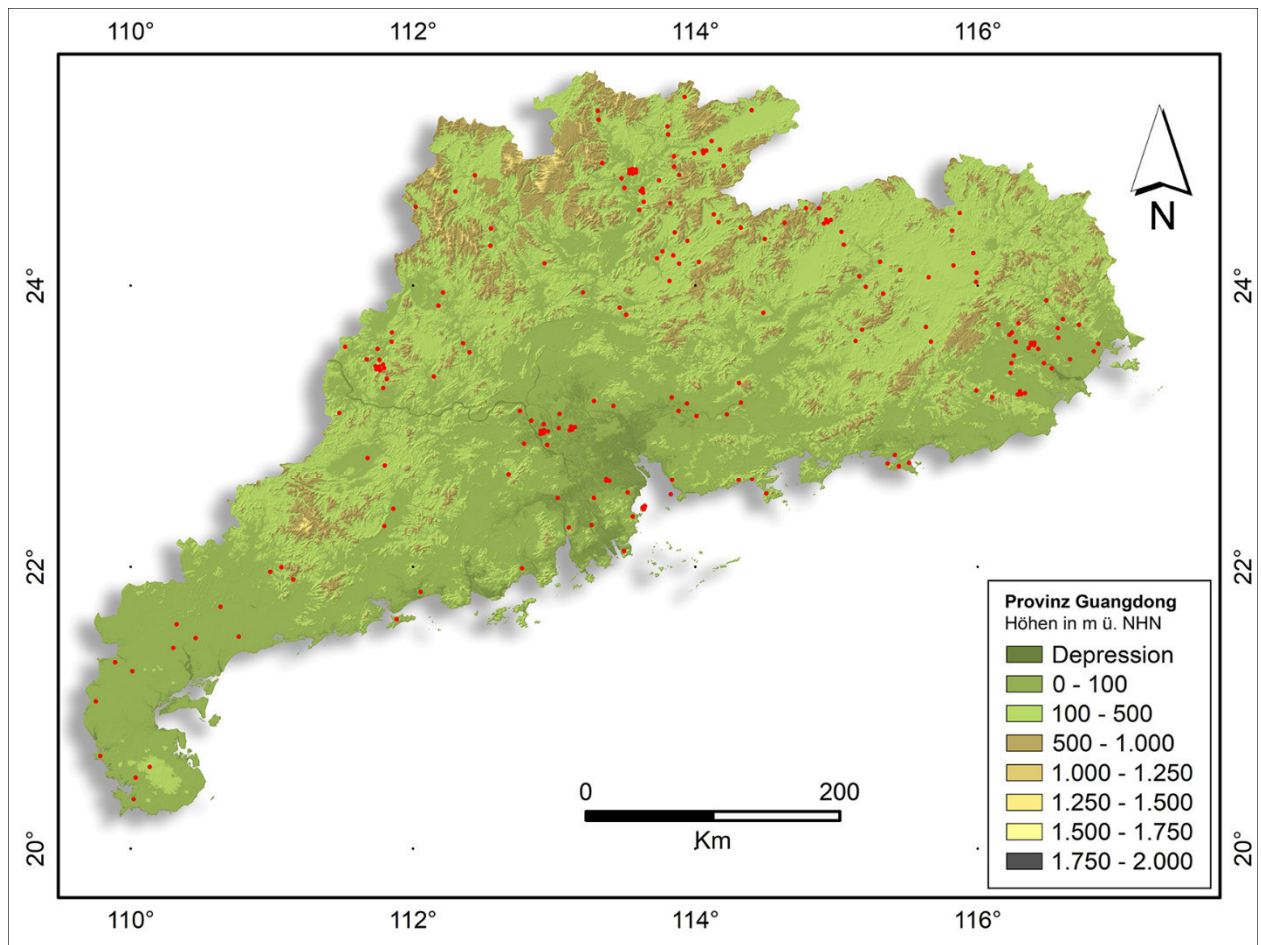 110° 112° 114° 116°
N
24° 24°
22° 22°
Provinz Guangdong
Höhen in m ü. NHN
Depression
0 - 100
100 - 500
500 - 1.000
1.000 - 1.250
1.250 - 1.500
1.500 - 1.750
1.750 - 2.000
0 200
Km
20° 20°
110° 112° 114° 116°